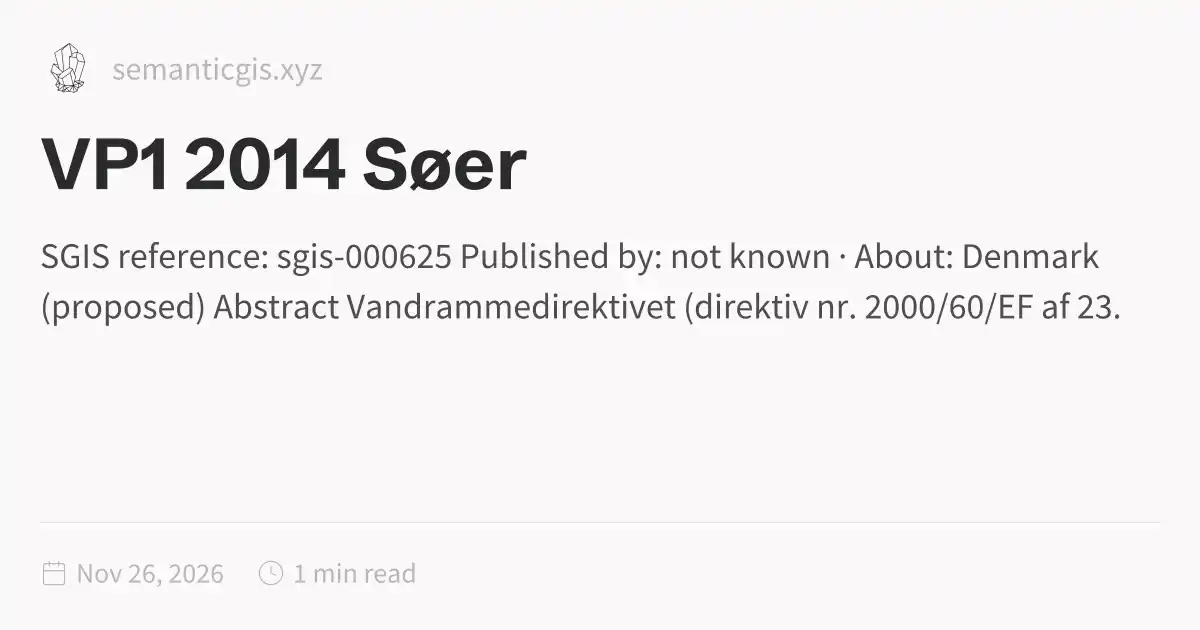 semanticgis.xyz
VP1 2014 Søer
SGIS reference: sgis-000625 Published by: not known · About: Denmark
(proposed) Abstract Vandrammedirektivet (direktiv nr. 2000/60/EF af 23.
Nov 26, 2026 1 min read